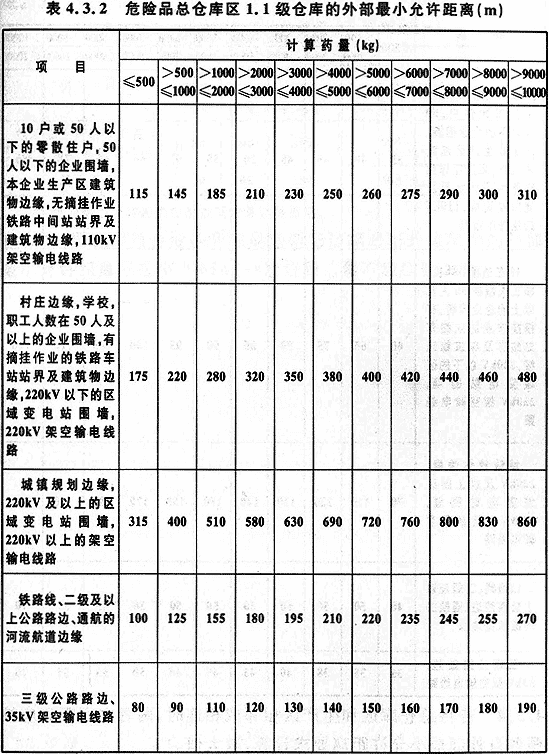 表 4.3.2 危险品总仓库区 1.1 级仓库的外部最小允许距离(m)
项 目
计算药量(kg)
≤500 >500 >1000 >2000 >3000 >4000 >5000 >6000 >7000 >8000 >9000
≤1000 ≤2000 ≤3000 ≤4000 ≤5000 ≤6000 ≤7000 ≤8000 ≤9000 ≤10000
10 户或 50 人以
下的零散住户,50
人以下的企业围墙,
本企业生产区建筑
物边缘,无摘挂作业
铁路中间站站界及
建筑物边缘,110kV
架空输电线路
115 145 185 210 230 250 260 275 290 300 310
村庄边缘,学校,
职工人数在 50 人及
以上的企业围墙,有
摘挂作业的铁路车
站站界及建筑物边
缘,220kV 以下的区
域变电站围墙,
220kV 架空输电线
路
175 220 280 320 350 380 400 420 440 460 480
城镇规划边缘,
220kV 及以上的区
域变电站围墙,
220kV 以上的架空
输电线路
315 400 510 580 630 690 720 760 800 830 860
铁路线、二级及以
上公路路边、通航的
河流航道边缘
100 125 155 180 195 210 220 235 245 255 270
三级公路路边、
35kV 架空输电线路
80 90 110 120 130 140 150 160 170 180 190